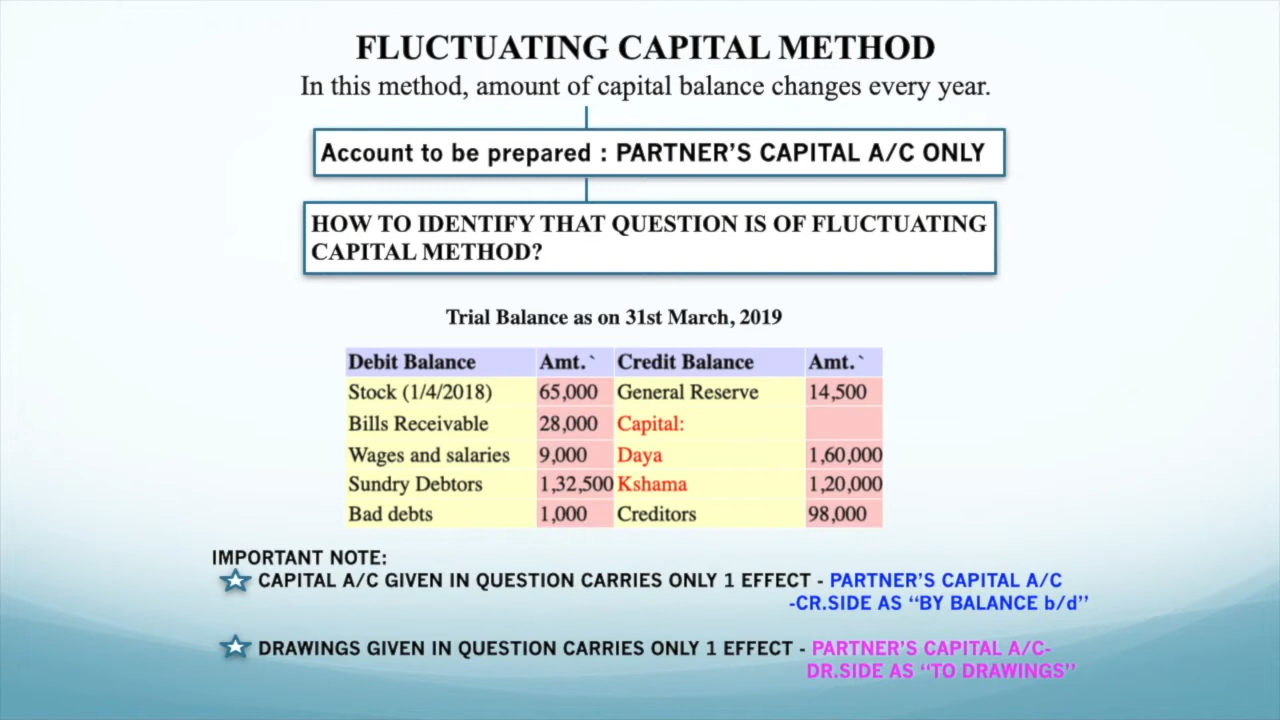 FLUCTUATING CAPITAL METHOD
In this method, amount of capital balance changes every year.
Account to be prepared : PARTNER'S CAPITAL A/C ONLY
HOW TO IDENTIFY THAT QUESTION IS OF FLUCTUATING
CAPITAL METHOD?
Trial Balance as on 31st March, 2019
Debit Balance Amt.` Credit Balance Amt.`
Stock (1/4/2018) 65,000 General Reserve 14,500
Bills Receivable 28,000 Capital:
Wages and salaries 9,000 Daya 1,60,000
Sundry Debtors 1,32,500 Kshama 1,20,000
Bad debts 1,000 Creditors 98,000
IMPORTANT NOTE:
CAPITAL A/C GIVEN IN QUESTION CARRIES ONLY 1 EFFECT - PARTNER'S CAPITAL A/C
-CR.SIDE AS “BY BALANCE b/d”
DRAWINGS GIVEN IN QUESTION CARRIES ONLY 1 EFFECT - PARTNER'S CAPITAL A/C-
DR.SIDE AS “TO DRAWINGS”